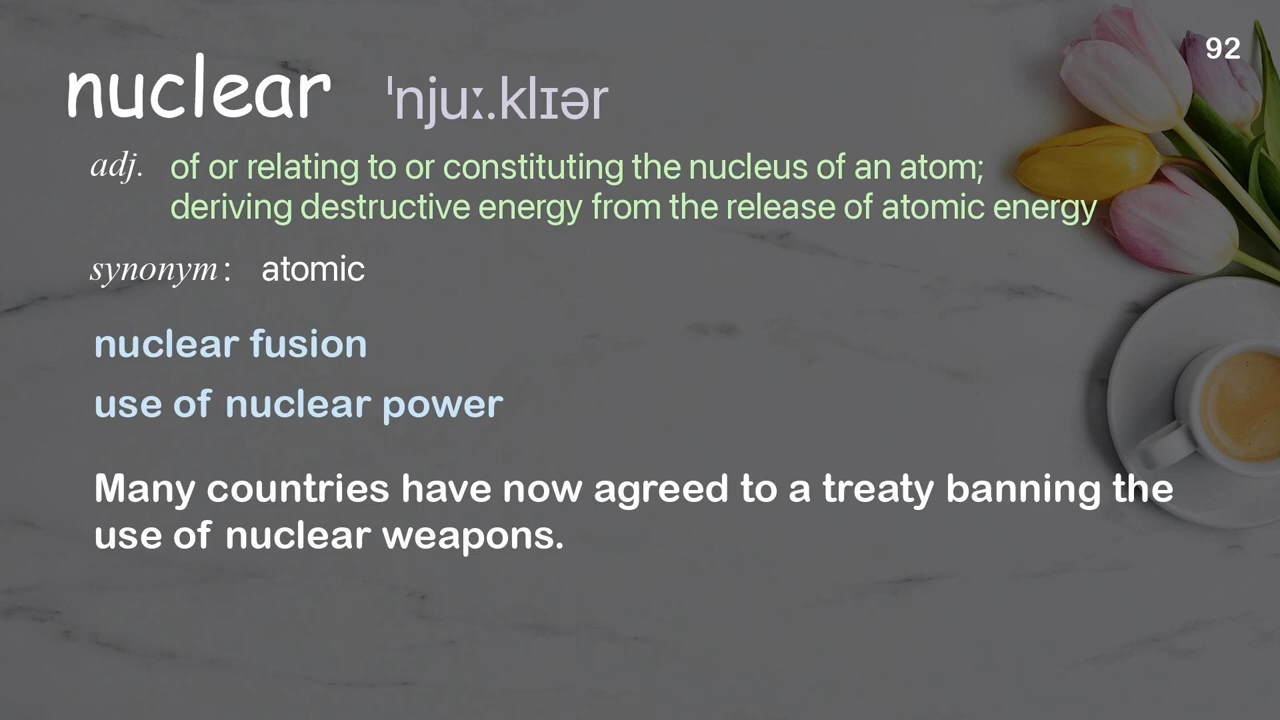 92
nuclear ˈnjuː.klɪər
adj. of or relating to or constituting the nucleus of an atom;
deriving destructive energy from the release of atomic energy
synonym : atomic
nuclear fusion
use of nuclear power
Many countries have now agreed to a treaty banning the
use of nuclear weapons.